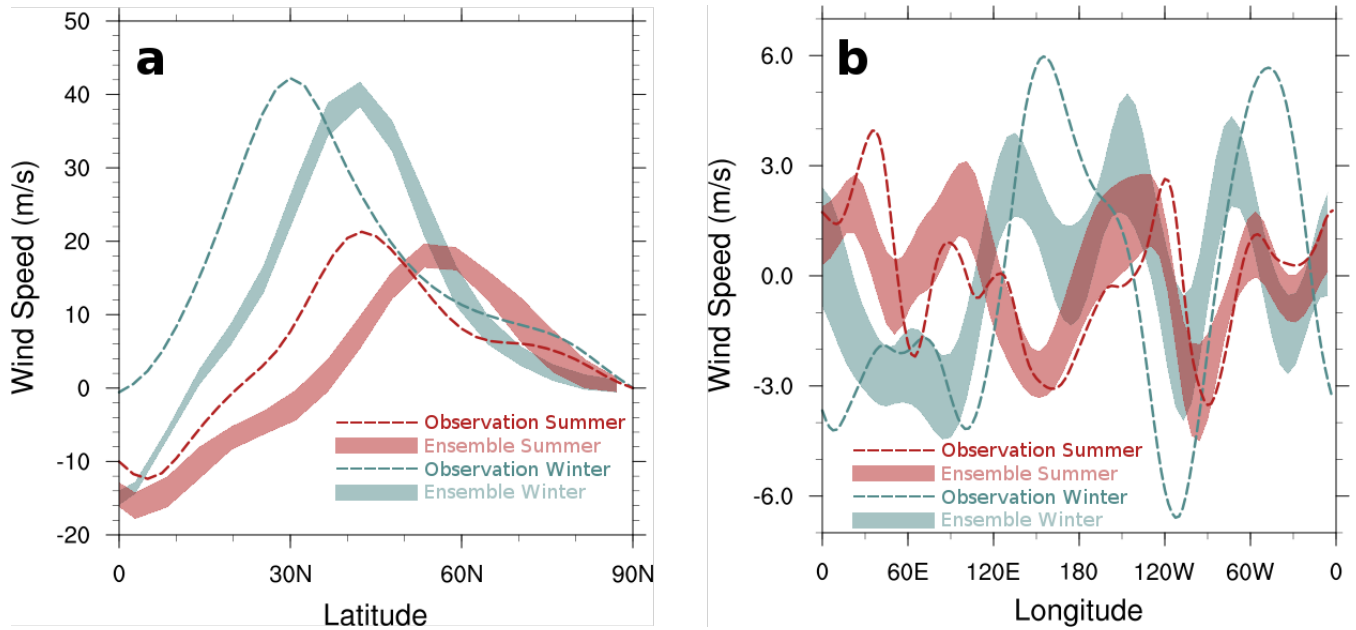 a
50
40
30
20
10
0
-10
-20
Wind Speed (m/s)
Observation Summer
Ensemble Summer
Observation Winter
Ensemble Winter
0 30N 60N 90N
Latitude
b
6.0
3.0
0.0
-3.0
-6.0
Wind Speed (m/s)
Observation Summer
Ensemble Summer
Observation Winter
Ensemble Winter
0 60E 120E 180 120W 60W 0
Longitude